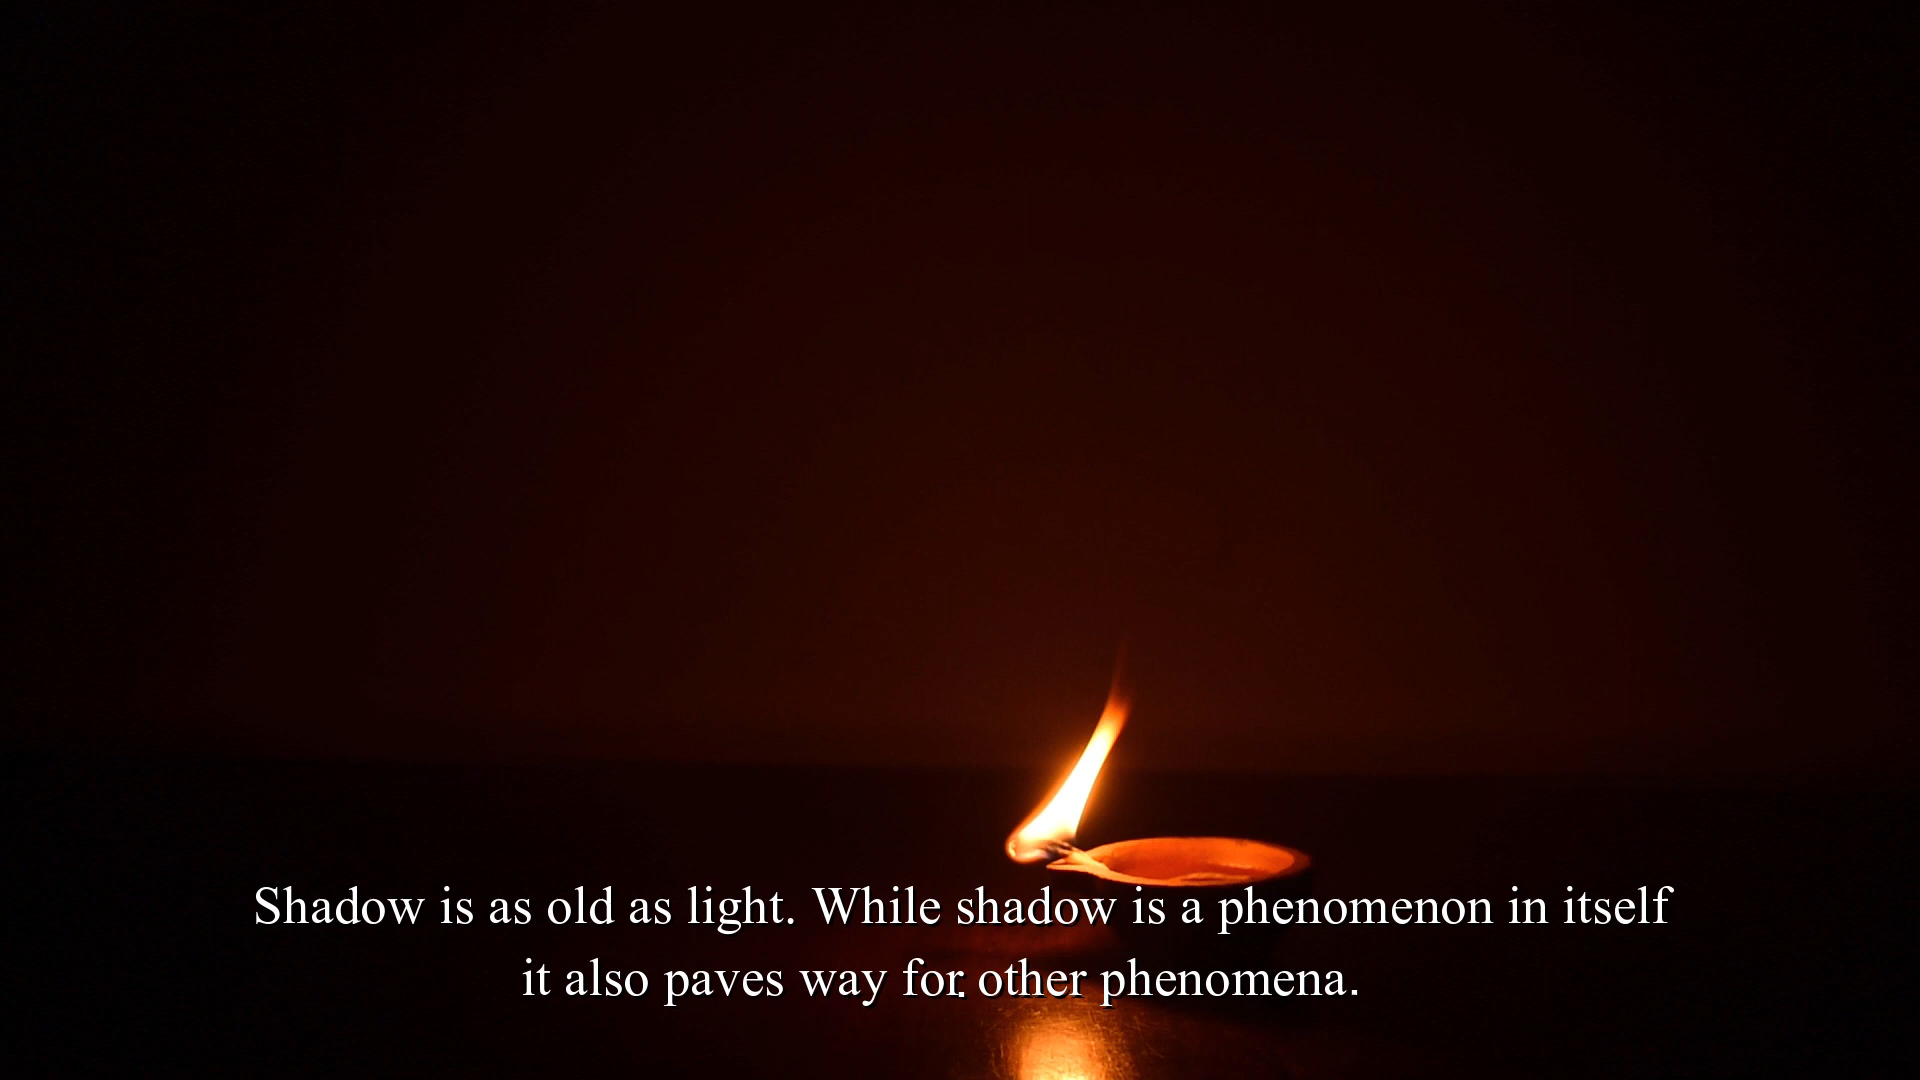 Shadow is as old as light. While shadow is a phenomenon in itself
it also paves way for other phenomena.